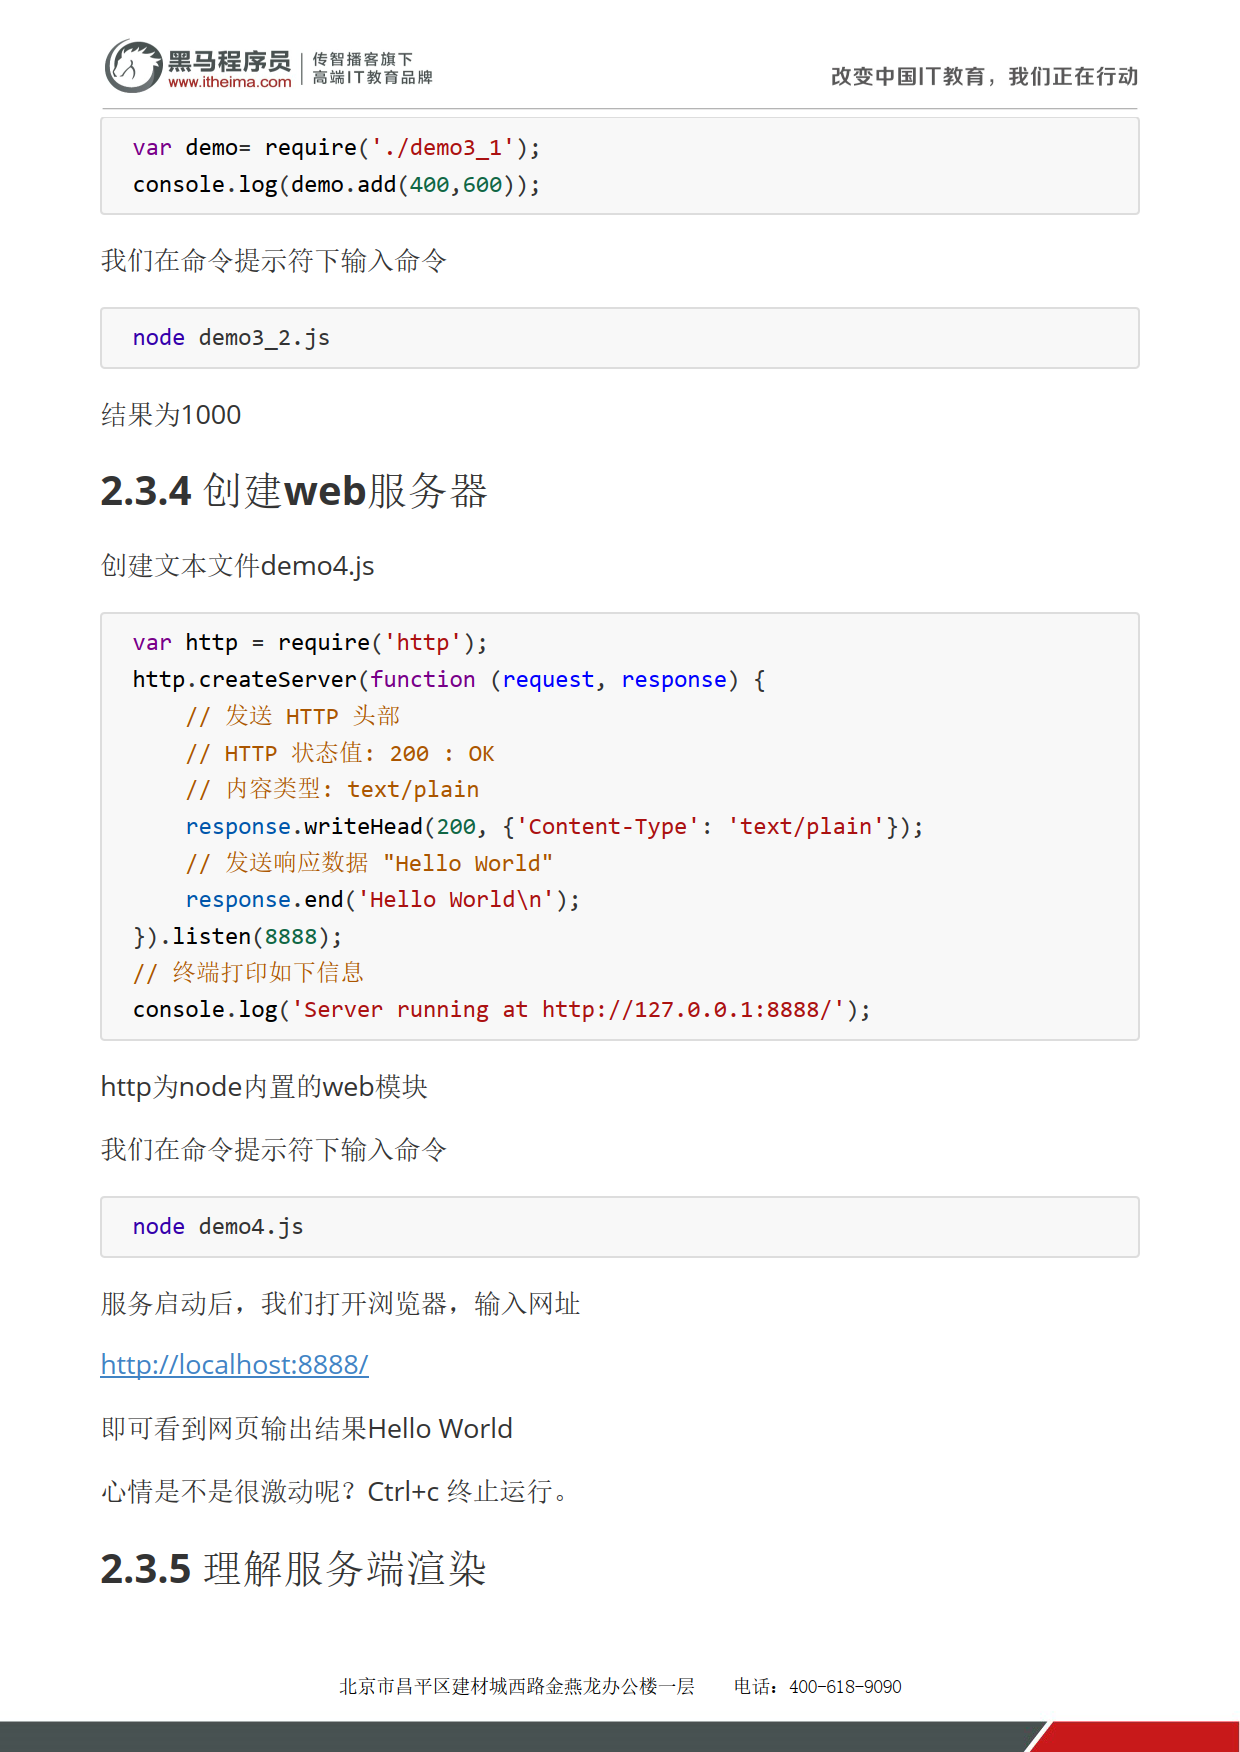 黑马程序员
www.itheima.com
传智播客旗下
高端IT教育品牌
改变中国IT教育，我们正在行动
var demo= require('./demo3_1');
console.log(demo.add(400,600));
我们在命令提示符下输入命令
node demo3_2.js
结果为1000
2.3.4 创建web服务器
创建文本文件demo4.js
var http = require('http');
http.createServer(function (request, response) {
    // 发送 HTTP 头部
    // HTTP 状态值: 200 : OK
    // 内容类型: text/plain
    response.writeHead(200, {'Content-Type': 'text/plain'});
    // 发送响应数据 "Hello World"
    response.end('Hello World\n');
}).listen(8888);
// 终端打印如下信息
console.log('Server running at http://127.0.0.1:8888/');
http为node内置的web模块
我们在命令提示符下输入命令
node demo4.js
服务启动后，我们打开浏览器，输入网址
http://localhost:8888/
即可看到网页输出结果Hello World
心情是不是很激动呢？Ctrl+c 终止运行。
2.3.5 理解服务端渲染
北京市昌平区建材城西路金燕龙办公楼一层    电话：400-618-9090